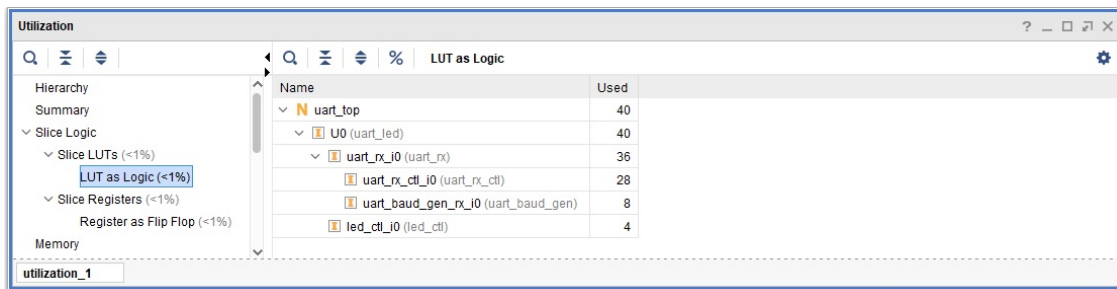 Utilization
LUT as Logic
Hierarchy
Summary
Slice Logic
Slice LUTs (<1%)
LUT as Logic (<1%)
Slice Registers (<1%)
Register as Flip Flop (<1%)
Memory
Name Used
N uart_top 40
U0 (uart_led) 40
uart_rx_i0 (uart_rx) 36
uart_rx_ctl_i0 (uart_rx_ctl) 28
uart_baud_gen_rx_i0 (uart_baud_gen) 8
led_ctl_i0 (led_ctl) 4
utilization_1